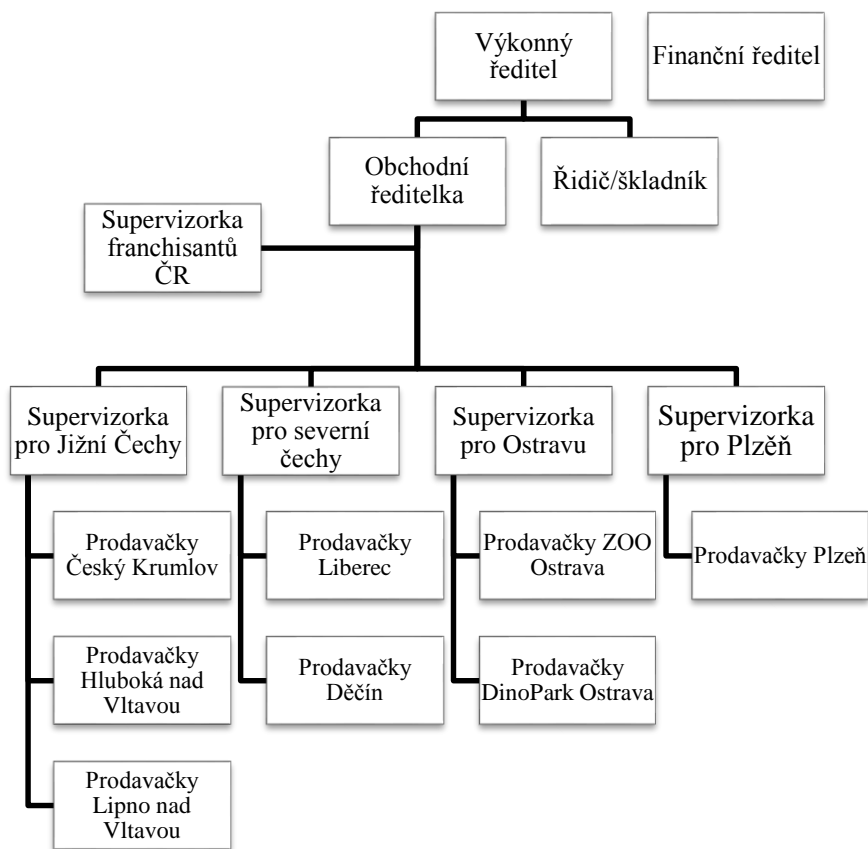 Výkonný
ředitel
Finanční ředitel
Obchodní
ředitelka
Řidič/škladník
Supervizorka
franchisantů
ČR
Supervizorka
pro Jižní Čechy
Supervizorka
pro severní
čechy
Supervizorka
pro Ostravu
Supervizorka
pro Plzěň
Prodavačky
Český Krumlov
Prodavačky
Liberec
Prodavačky ZOO
Ostrava
Prodavačky Plzeň
Prodavačky
Hluboká nad
Vltavou
Prodavačky
Děčín
Prodavačky
DinoPark Ostrava
Prodavačky
Lipno nad
Vltavou